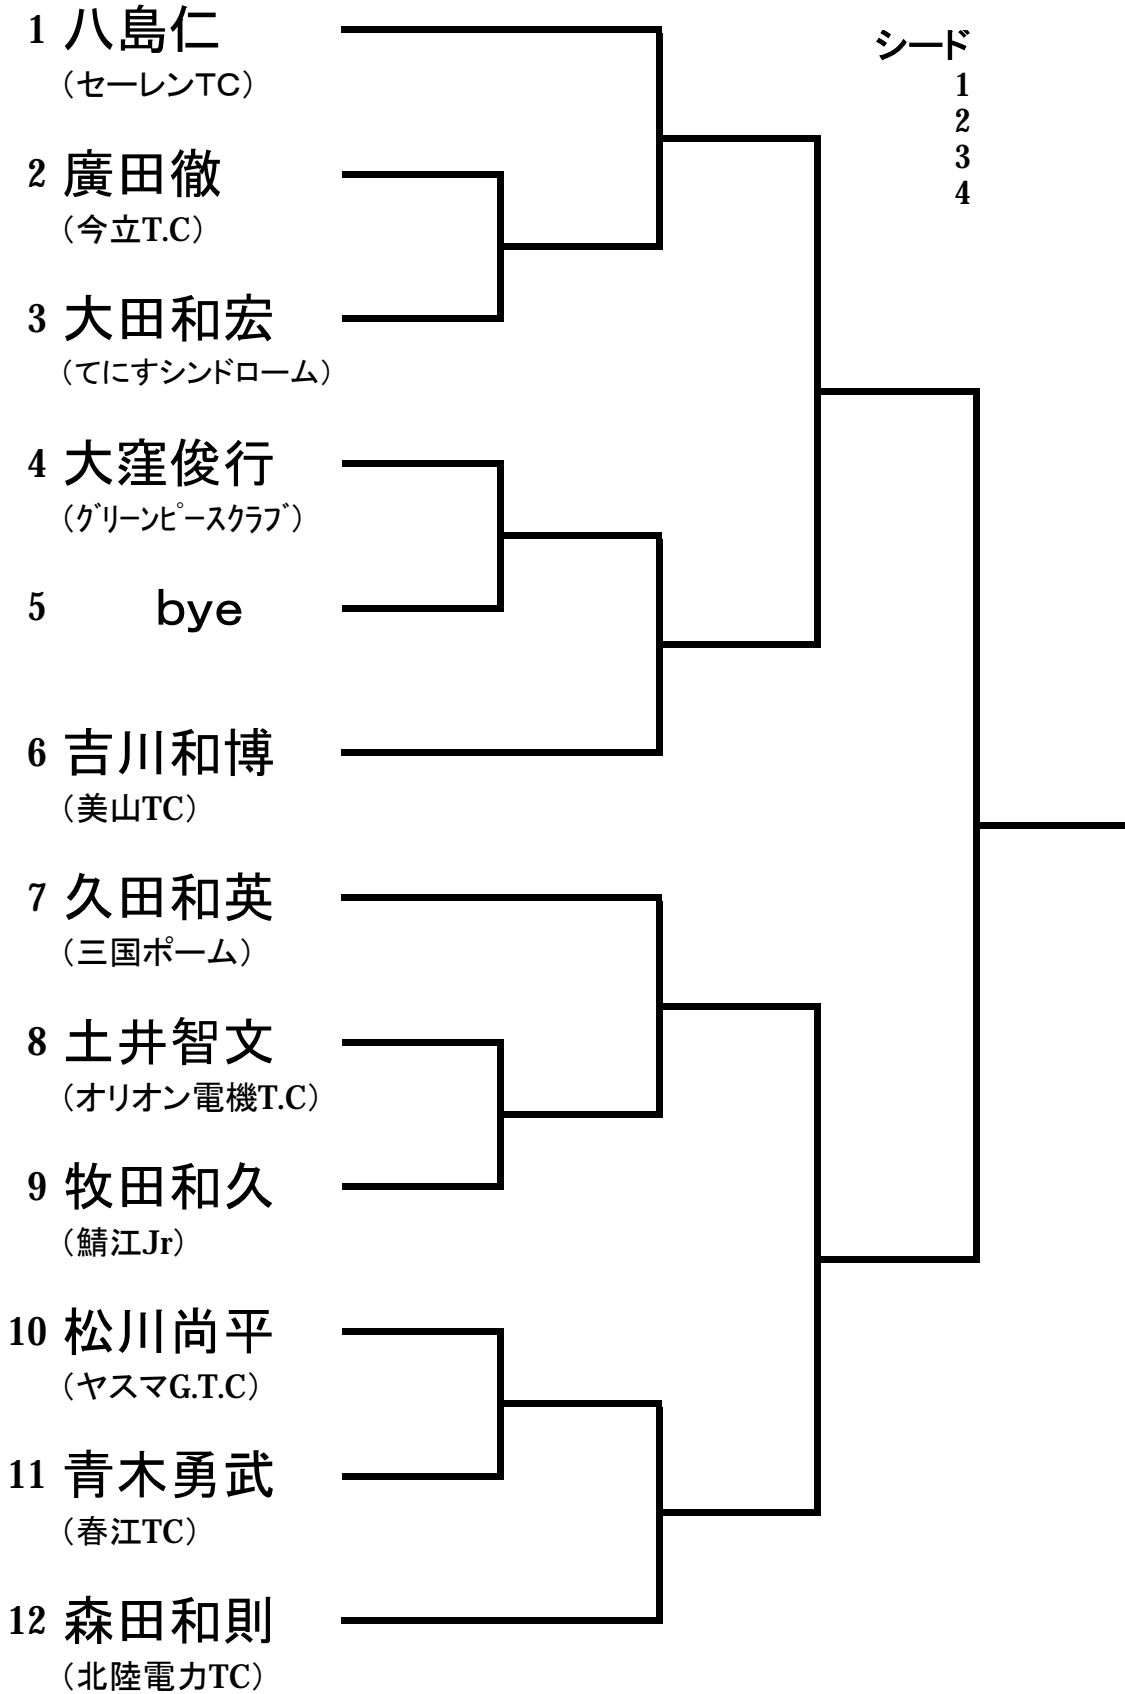 1 八島仁
（セーレンTC）
2 廣田徹
（今立T.C）
3 大田和宏
（てにすシンドローム）
4 大窪俊行
（ｸﾞﾘｰﾝﾋﾟｰｽｸﾗﾌﾞ）
5 bye
6 吉川和博
（美山TC）
7 久田和英
（三国ポーム）
8 土井智文
（オリオン電機T.C）
9 牧田和久
（鯖江Jr）
10 松川尚平
（ヤスマG.T.C）
11 青木勇武
（春江TC）
12 森田和則
（北陸電力TC）
シード
1
2
3
4